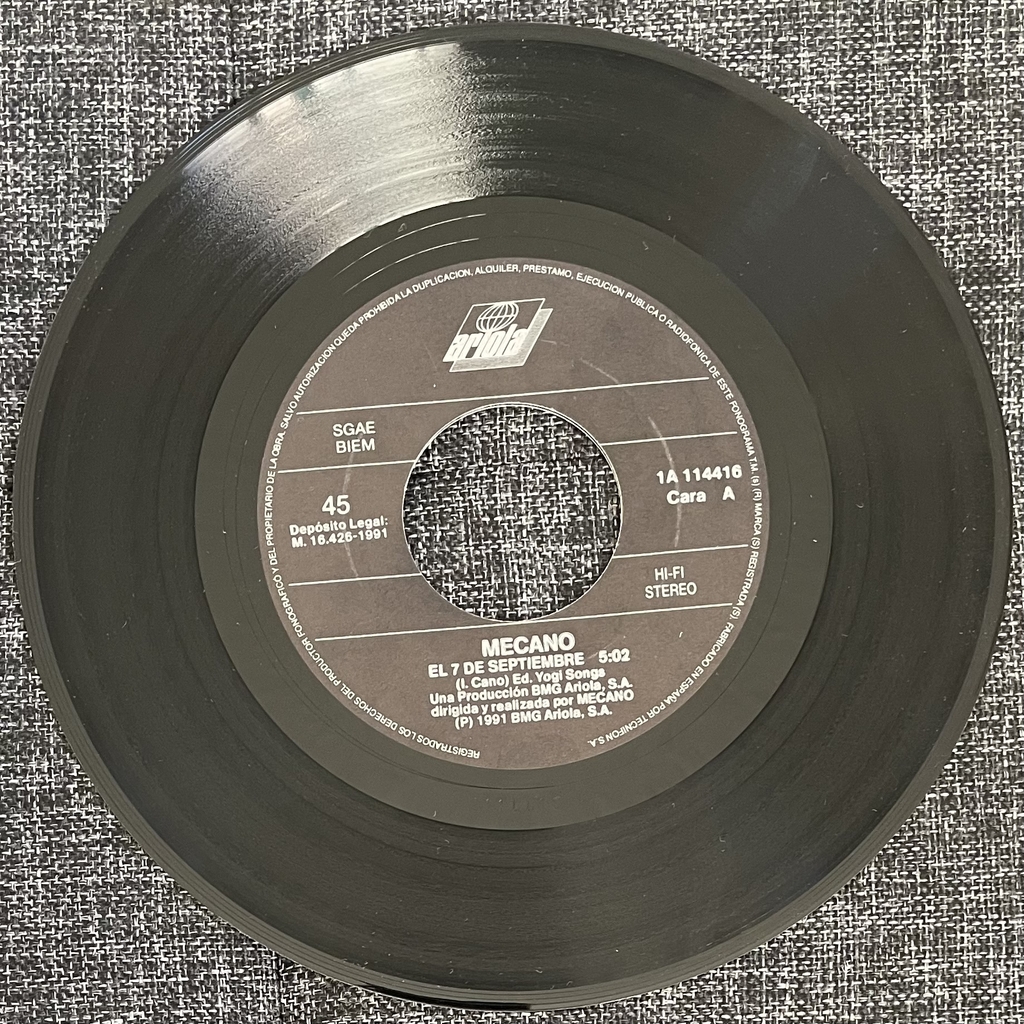 REGISTRADOS LOS DERECHOS DEL PRODUCTOR FONOGRAFICO Y DEL PROPIETARIO DE LA OBRA. SALVO AUTORIZACION QUEDA PROHIBIDA LA DUPLICACION, ALQUILER, PRESTAMO, EJECUCION PUBLICA O RADIOFONICA DE ESTE FONOGRAMA T.M. (s) (R) MARCA (S) REGISTRADA (S). FABRICADO EN ESPAÑA POR TECNIFON S.A.
ariola
SGAE
BIEM
45
Depósito Legal:
M. 16.426-1991
1A 114416
Cara A
HI-FI
STEREO
MECANO
EL 7 DE SEPTIEMBRE 5:02
(I. Cano) Ed. Yogi Songs
Una Producción BMG Ariola, S.A.
dirigida y realizada por MECANO
(P) 1991 BMG Ariola, S.A.